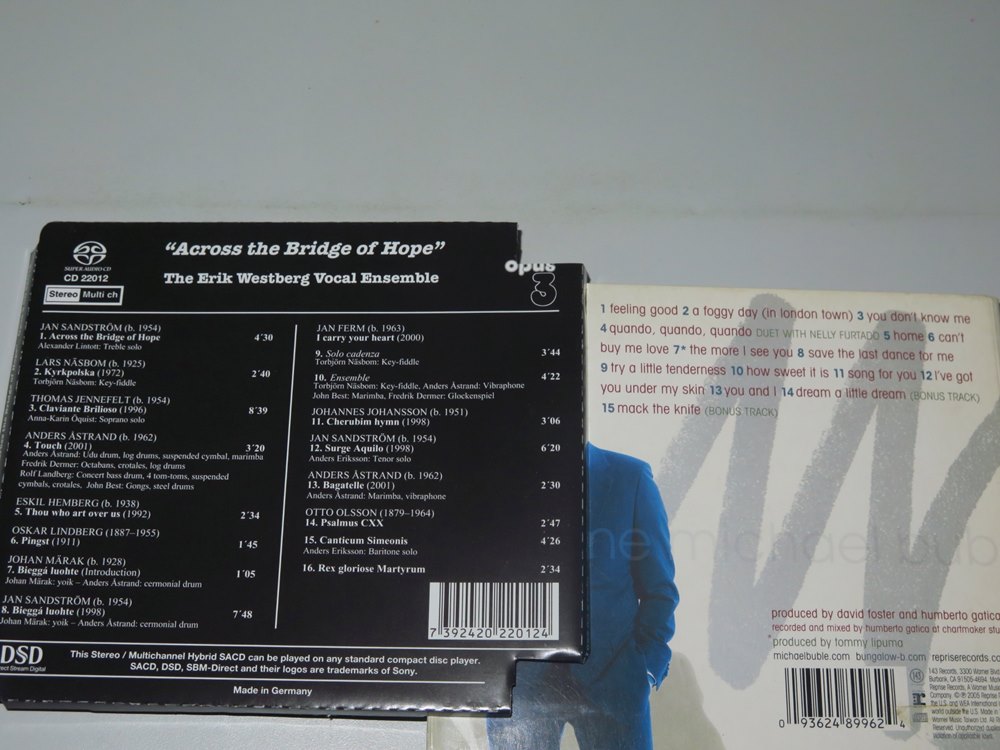 SUPER AUDIO CD
CD 22012
Stereo Multi ch
"Across the Bridge of Hope"
The Erik Westberg Vocal Ensemble
opus
3
JAN SANDSTRÖM (b. 1954)
1. Across the Bridge of Hope 4'30
Alexander Linton: Treble solo
LARS NÄSBOM (b. 1925)
2. Kyrkpolska (1972) 2'40
Torbjörn Näsbom: Key-fiddle
THOMAS JENNEFELT (b. 1954)
3. Claviante Brilioso (1996) 8'39
Anna-Karin Öquist: Soprano solo
ANDERS ÅSTRAND (b. 1962)
4. Touch (2001) 3'20
Anders Åstrand: Udu drum, log drums, suspended cymbal, marimba
Fredrik Dermer: Octabans, crotales, log drums
Rolf Landberg: Concert bass drum, 4 tom-toms, suspended
cymbals, crotales, John Best: Gongs, steel drums
ESKIL HEMBERG (b. 1938)
5. Thou who art over us (1992) 2'34
OSKAR LINDBERG (1887–1955)
6. Pingst (1911) 1'45
JOHAN MÄRAK (b. 1928)
7. Bieggá luohte (Introduction) 1'05
Johan Märak: yoik – Anders Åstrand: cermonial drum
JAN SANDSTRÖM (b. 1954)
8. Bieggá luohte (1998) 7'48
Johan Märak: yoik – Anders Åstrand: cermonial drum
JAN FERM (b. 1963)
I carry your heart (2000)
9. Solo cadenza 3'44
Torbjörn Näsbom: Key-fiddle
10. Ensemble 4'22
Torbjörn Näsbom: Key-fiddle, Anders Åstrand: Vibraphone
John Best: Marimba, Fredrik Dermer: Glockenspiel
JOHANNES JOHANSSON (b. 1951)
11. Cherubim hymn (1998) 3'06
JAN SANDSTRÖM (b. 1954)
12. Surge Aquilo (1998) 6'20
Anders Eriksson: Tenor solo
ANDERS ÅSTRAND (b. 1962)
13. Bagatelle (2001) 2'30
Anders Åstrand: Marimba, vibraphone
OTTO OLSSON (1879–1964)
14. Psalmus CXX 2'47
15. Canticum Simeonis 4'26
Anders Eriksson: Baritone solo
16. Rex gloriose Martyrum 2'34
7 392420 220124
DSD
Direct Stream Digital
This Stereo / Multichannel Hybrid SACD can be played on any standard compact disc player.
SACD, DSD, SBM-Direct and their logos are trademarks of Sony.
Made in Germany
1 feeling good 2 a foggy day (in london town) 3 you don't know me
4 quando, quando, quando DUET WITH NELLY FURTADO 5 home 6 can't
buy me love 7* the more I see you 8 save the last dance for me
9 try a little tenderness 10 how sweet it is 11 song for you 12 I've got
you under my skin 13 you and I 14 dream a little dream (BONUS TRACK)
15 mack the knife (BONUS TRACK)
michael bub
produced by david foster and humberto gatica
recorded and mixed by humberto gatica at chartmaker stu
*produced by tommy lipuma
michaelbuble.com bungalow-b.com repriserecords.co
143 Records, 3300 Warner Blvd
Burbank, CA 91505-4694.
0 93624 89962 4